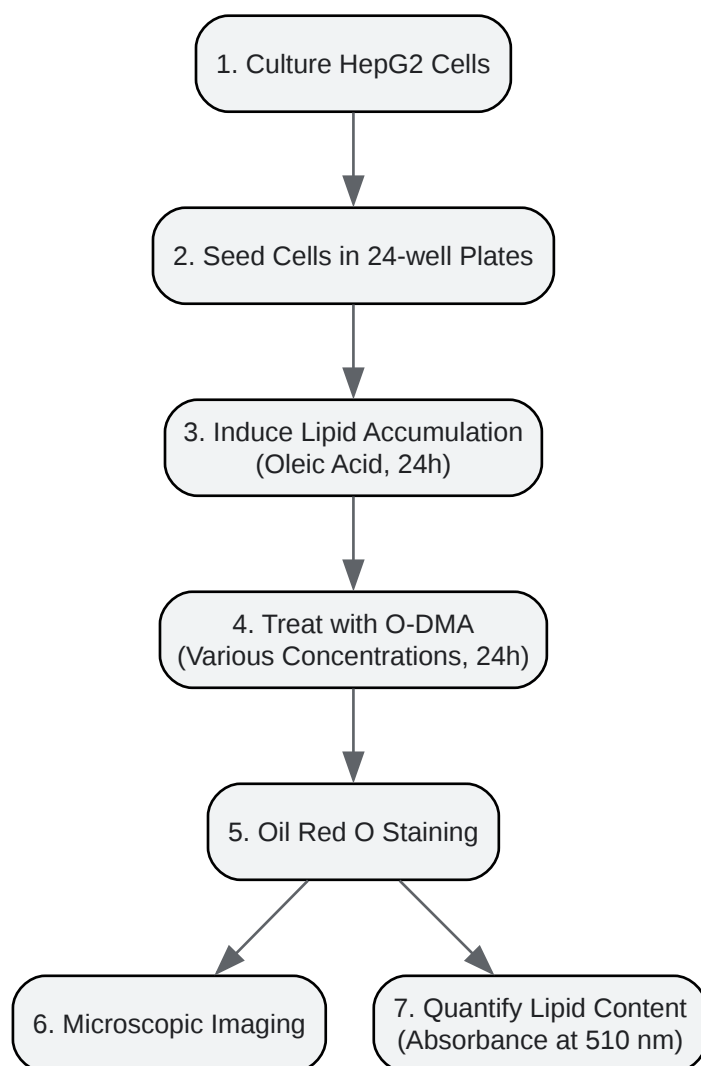 1. Culture HepG2 Cells
2. Seed Cells in 24-well Plates
3. Induce Lipid Accumulation
(Oleic Acid, 24h)
4. Treat with O-DMA
(Various Concentrations, 24h)
5. Oil Red O Staining
6. Microscopic Imaging
7. Quantify Lipid Content
(Absorbance at 510 nm)